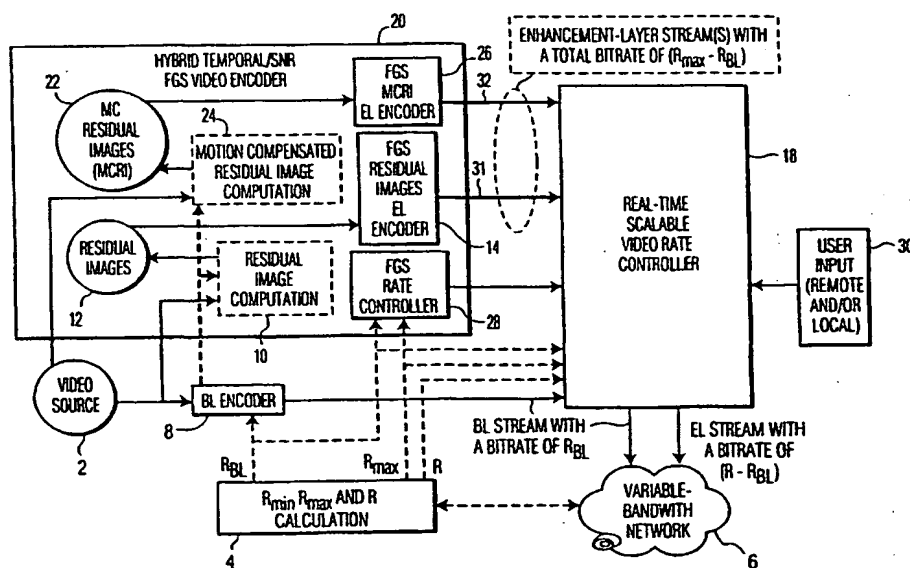 20
HYBRID TEMPORAL/SNR
FGS VIDEO ENCODER
26
FGS
MCRI
EL ENCODER
32
ENHANCEMENT-LAYER STREAM(S) WITH
A TOTAL BITRATE OF (Rmax - RBL)
22
MC
RESIDUAL
IMAGES
(MCRI)
24
MOTION COMPENSATED
RESIDUAL IMAGE
COMPUTATION
FGS
RESIDUAL
IMAGES
EL
ENCODER
31
14
18
REAL-TIME
SCALABLE
VIDEO RATE
CONTROLLER
RESIDUAL
IMAGES
12
RESIDUAL
IMAGE
COMPUTATION
10
FGS
RATE
CONTROLLER
28
USER
INPUT
(REMOTE
AND/OR
LOCAL)
30
VIDEO
SOURCE
2
BL ENCODER
8
BL STREAM WITH
A BITRATE OF RBL
EL STREAM WITH
A BITRATE OF
(R - RBL)
RBL
Rmax
R
Rmin Rmax AND R
CALCULATION
4
VARIABLE-
BANDWITH
NETWORK
6